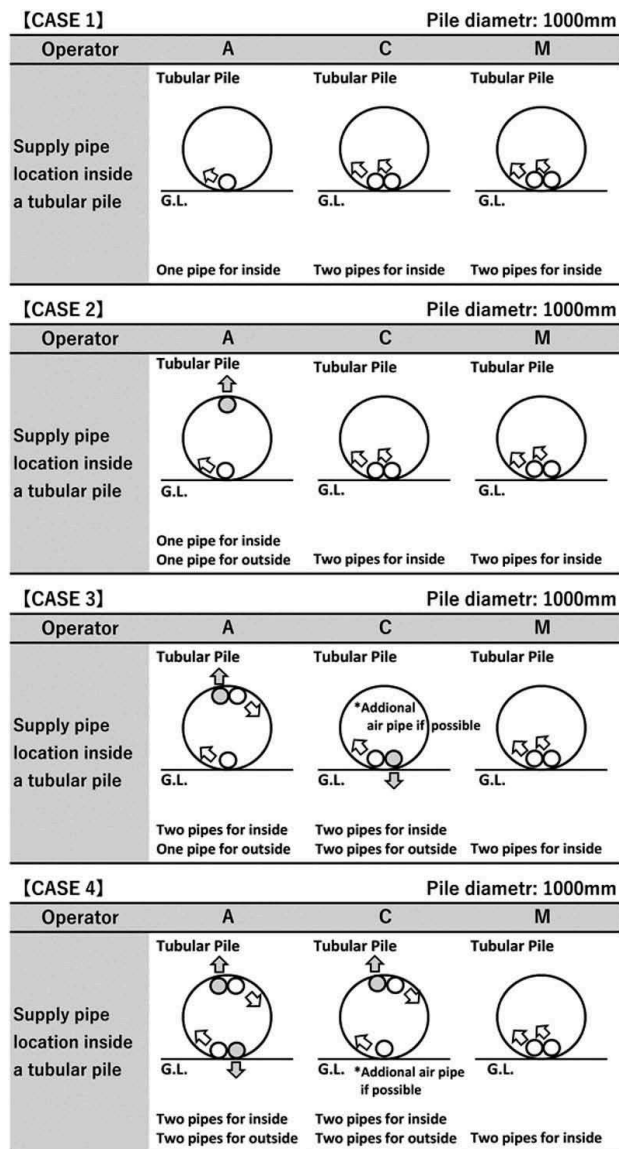 【CASE 1】 Pile diametr: 1000mm
Operator A C M
Supply pipe
location inside
a tubular pile
Tubular Pile Tubular Pile Tubular Pile
G.L. G.L. G.L.
One pipe for inside Two pipes for inside Two pipes for inside
【CASE 2】 Pile diametr: 1000mm
Operator A C M
Supply pipe
location inside
a tubular pile
Tubular Pile Tubular Pile Tubular Pile
G.L. G.L. G.L.
One pipe for inside
One pipe for outside Two pipes for inside Two pipes for inside
【CASE 3】 Pile diametr: 1000mm
Operator A C M
Supply pipe
location inside
a tubular pile
Tubular Pile Tubular Pile Tubular Pile
*Addional
air pipe if possible
G.L. G.L. G.L.
Two pipes for inside Two pipes for inside
One pipe for outside Two pipes for outside Two pipes for inside
【CASE 4】 Pile diametr: 1000mm
Operator A C M
Supply pipe
location inside
a tubular pile
Tubular Pile Tubular Pile Tubular Pile
G.L. G.L. *Addional air pipe G.L.
if possible
Two pipes for inside Two pipes for inside
Two pipes for outside Two pipes for outside Two pipes for inside